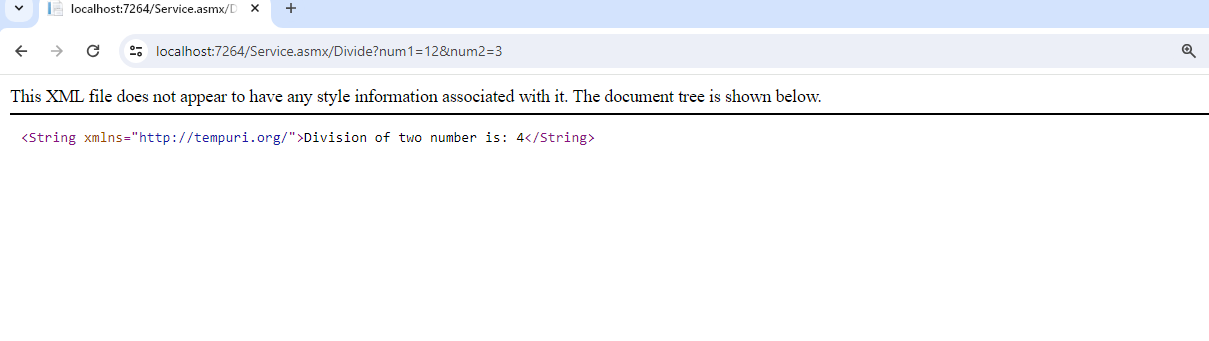 localhost:7264/Service.asmx/D
localhost:7264/Service.asmx/Divide?num1=12&num2=3
This XML file does not appear to have any style information associated with it. The document tree is shown below.
<String xmlns="http://tempuri.org/">Division of two number is: 4</String>